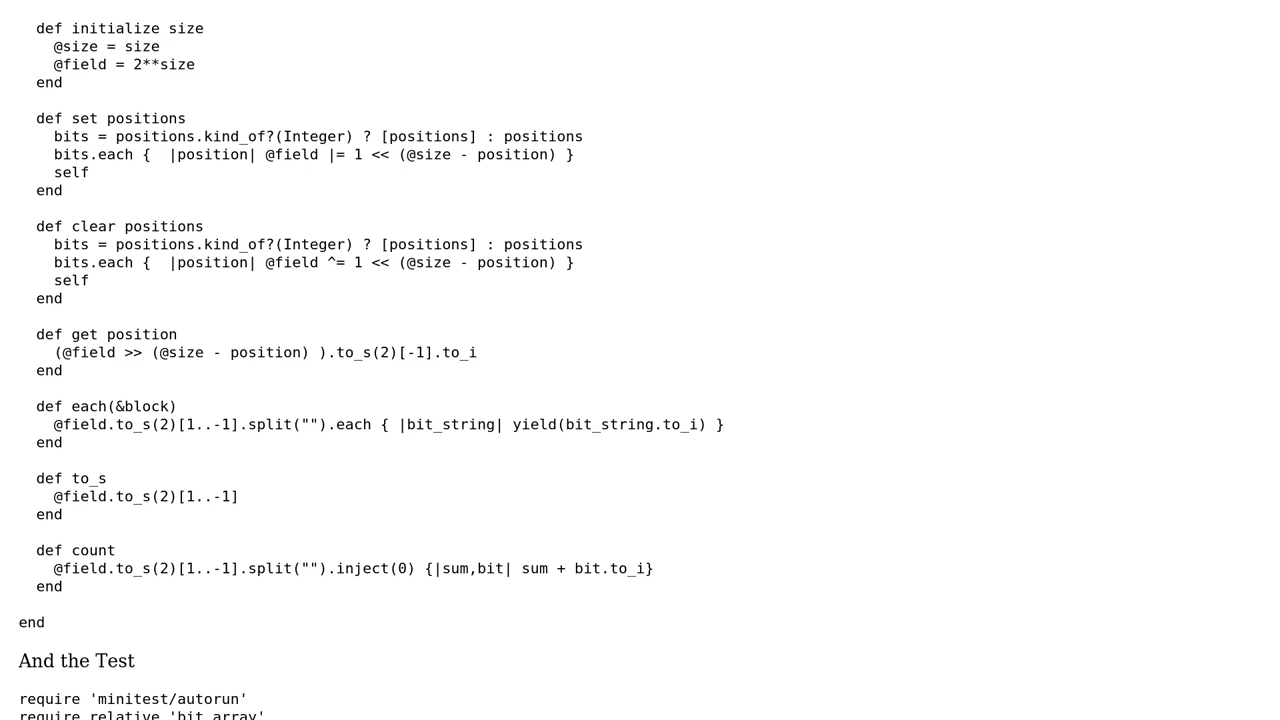 def initialize size
@size = size
@field = 2**size
end
def set positions
bits = positions.kind_of?(Integer) ? [positions] : positions
bits.each {  |position| @field |= 1 << (@size - position) }
self
end
def clear positions
bits = positions.kind_of?(Integer) ? [positions] : positions
bits.each {  |position| @field ^= 1 << (@size - position) }
self
end
def get position
(@field >> (@size - position) ).to_s(2)[-1].to_i
end
def each(&block)
@field.to_s(2)[1..-1].split("").each { |bit_string| yield(bit_string.to_i) }
end
def to_s
@field.to_s(2)[1..-1]
end
def count
@field.to_s(2)[1..-1].split("").inject(0) {|sum,bit| sum + bit.to_i}
end
end
And the Test
require 'minitest/autorun'
require_relative 'bit_array'